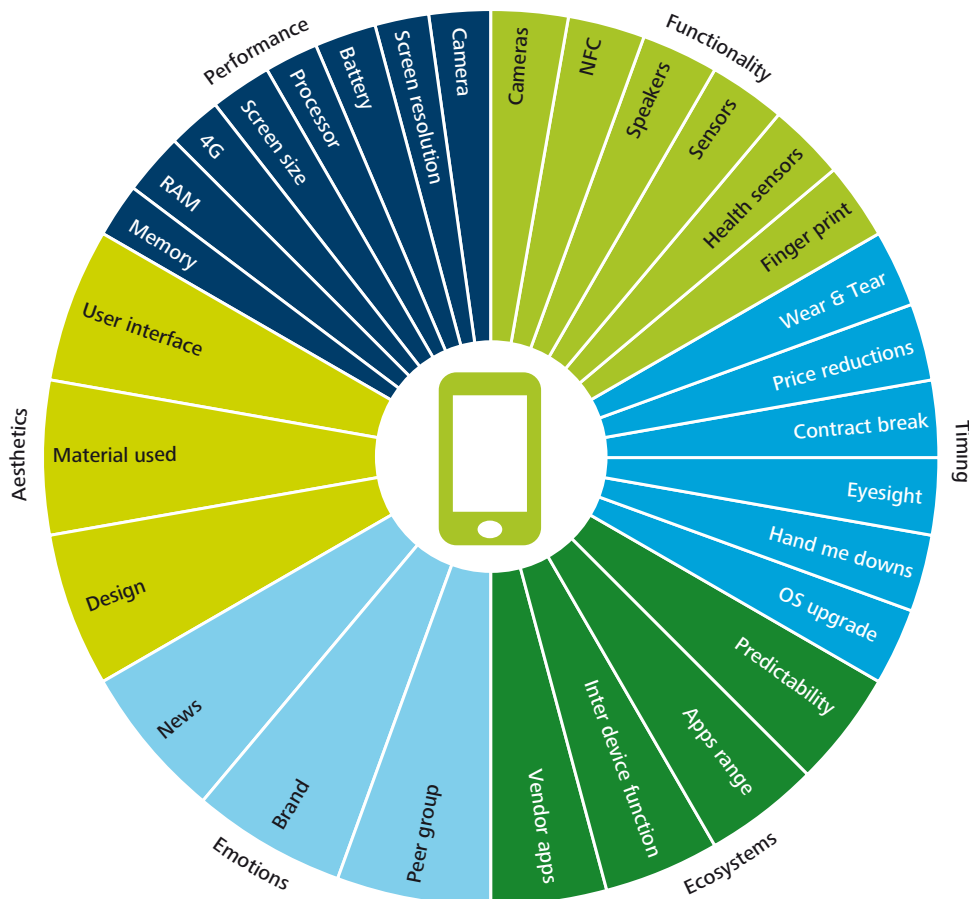 Performance
Memory
RAM
4G
Screen size
Processor
Battery
Screen resolution
Camera
Functionality
Cameras
NFC
Speakers
Sensors
Health sensors
Finger print
Timing
Wear & Tear
Price reductions
Contract break
Eyesight
Hand me downs
OS upgrade
Ecosystems
Predictability
Apps range
Inter device function
Vendor apps
Emotions
Peer group
Brand
News
Aesthetics
Design
Material used
User interface